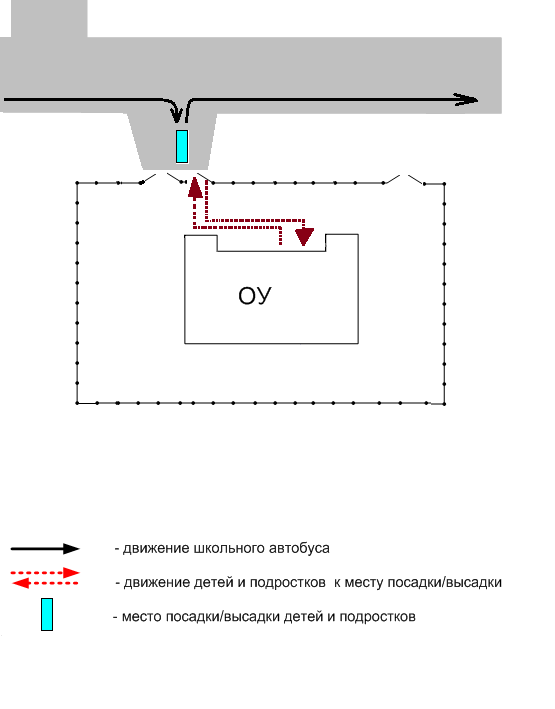 ОУ
- движение школьного автобуса
- движение детей и подростков к месту посадки/высадки
- место посадки/высадки детей и подростков